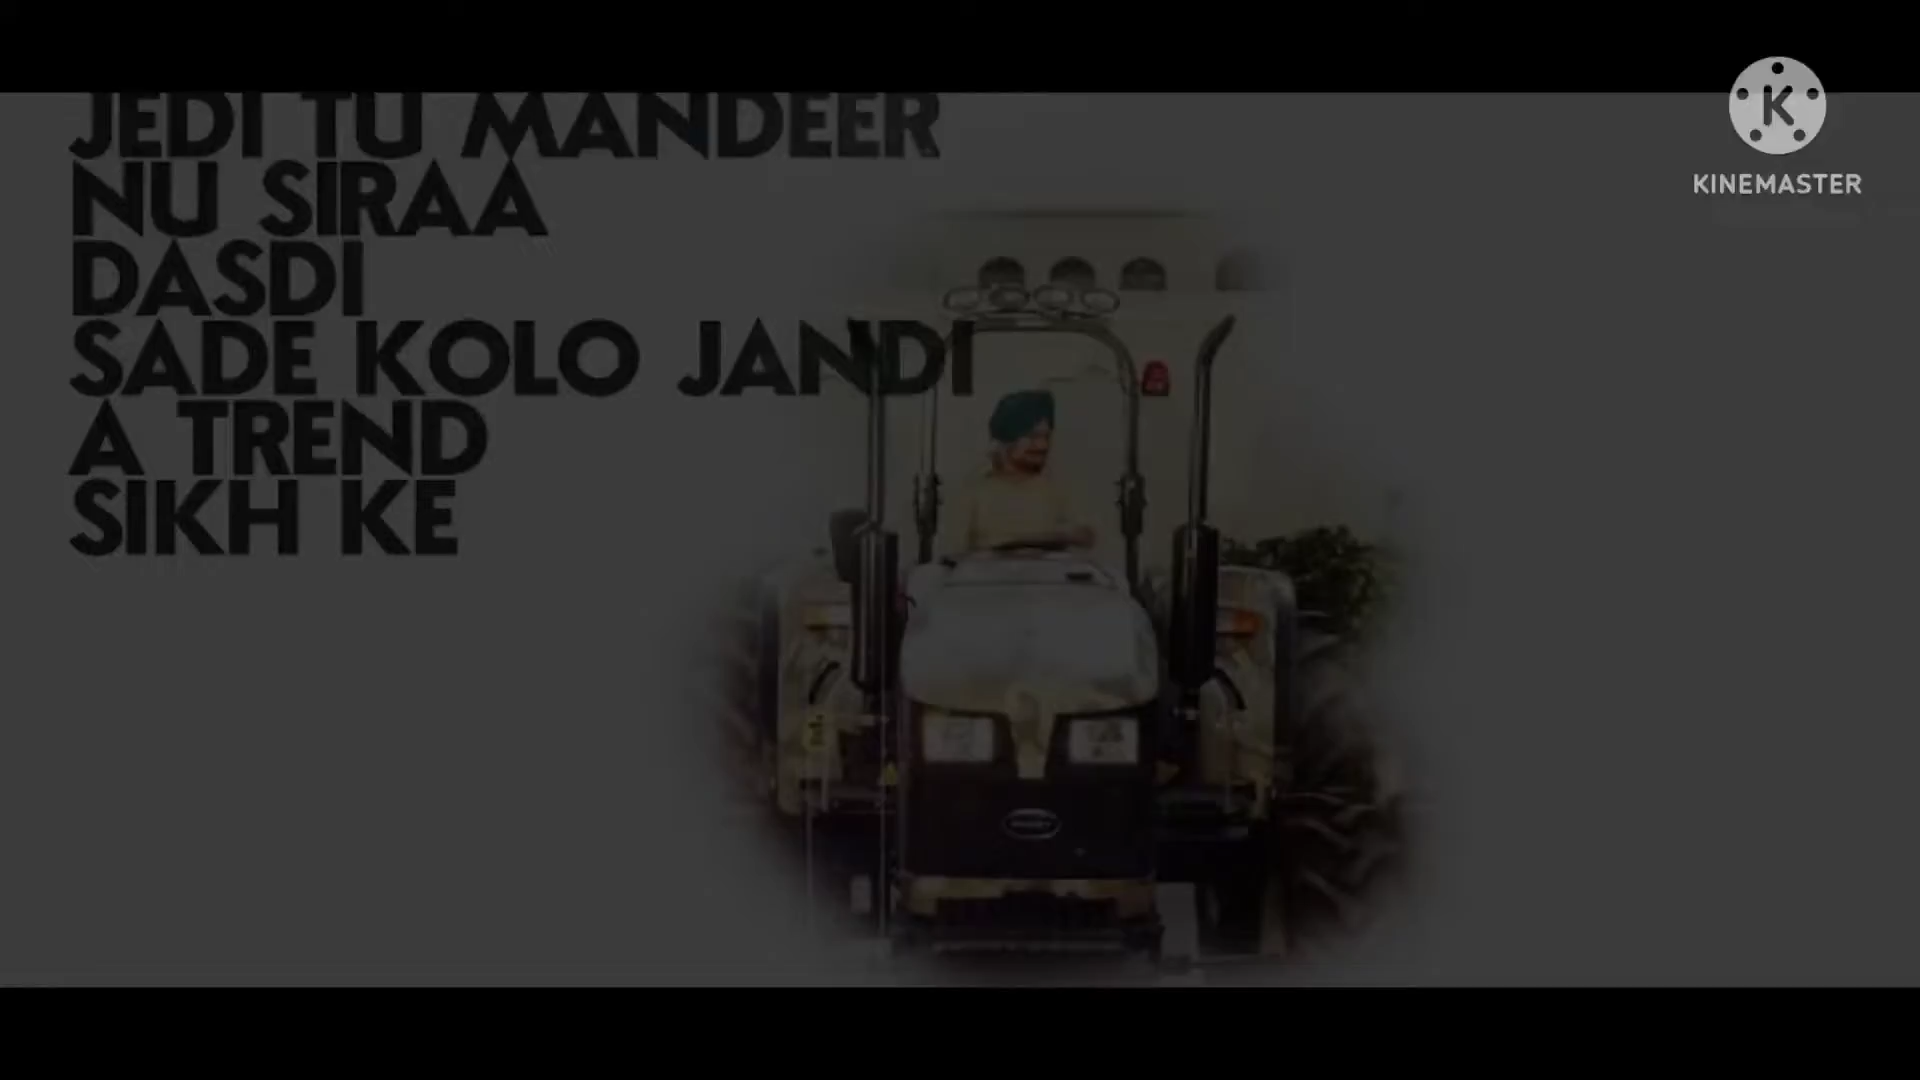 JEDI TU MANDEER
NU SIRAA
DASDI
SADE KOLO JANDI
A TREND
SIKH KE
K
KINEMASTER